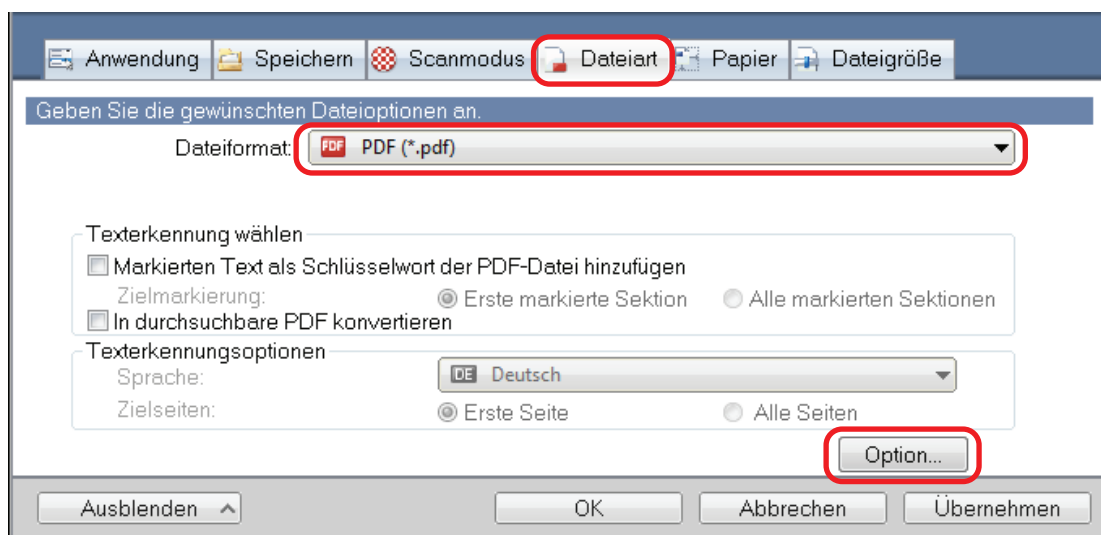 Anwendung Speichern Scanmodus Dateiart Papier Dateigröße
Geben Sie die gewünschten Dateioptionen an.
Dateiformat: PDF PDF (*.pdf)
Texterkennung wählen
Markierten Text als Schlüsselwort der PDF-Datei hinzufügen
Zielmarkierung: Erste markierte Sektion Alle markierten Sektionen
In durchsuchbare PDF konvertieren
Texterkennungsoptionen
Sprache: DE Deutsch
Zielseiten: Erste Seite Alle Seiten
Option...
Ausblenden OK Abbrechen Übernehmen